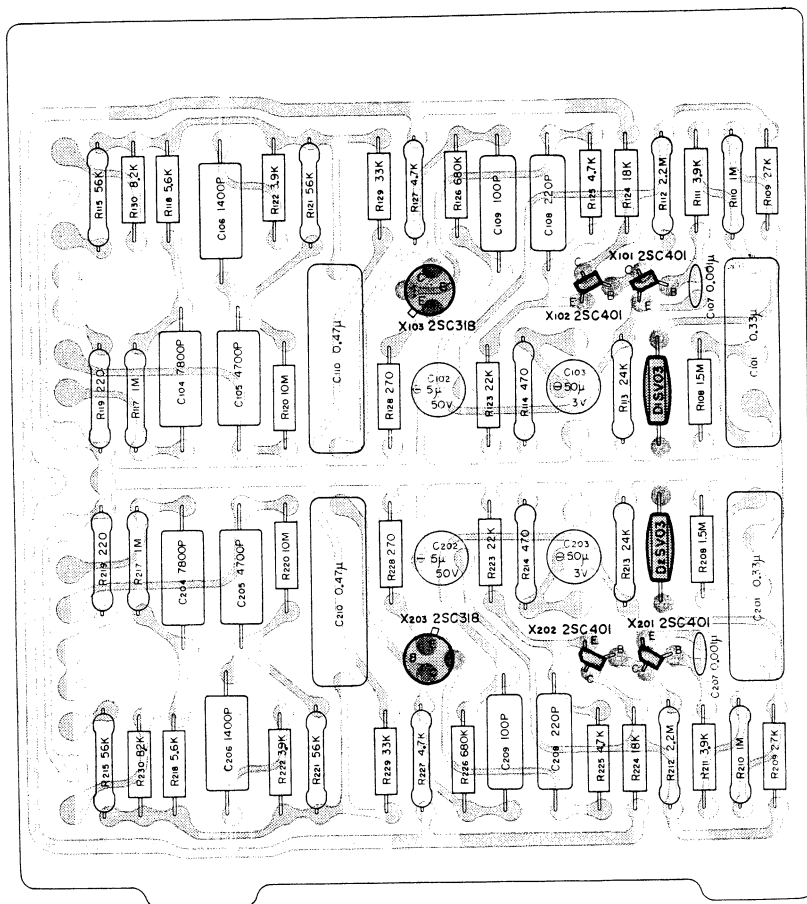 R115 56K
R130 8.2K
R118 5.6K
C106 1400P
R122 3.9K
R121 56K
R129 33K
R127 4.7K
R126 680K
C109 100P
C108 220P
R125 4.7K
R124 18K
R112 2.2M
R111 3.9K
R110 1M
R109 27K
C
B
E
X103 2SC318
X101 2SC401
C
E
B
X102 2SC401
C
E
B
C107 0.001μ
R119 220
R117 1M
C104 7800P
C105 4700P
R120 10M
C110 0.47μ
R128 270
C102
⊖5μ
50V
R123 22K
R114 470
C103
⊖50μ
3V
R113 24K
D1 SV03
R108 1.5M
C101 0.33μ
R219 220
R217 1M
C204 7800P
C205 4700P
R220 10M
C210 0.47μ
R228 270
C202
5μ
50V
R223 22K
R214 470
C203
⊖50μ
3V
R213 24K
D2 SV03
R208 1.5M
C201 0.33μ
X203 2SC318
B
X202 2SC401
E
B
C
X201 2SC401
E
B
C
C207 0.001μ
R215 56K
R230 82K
R218 5.6K
C206 1400P
R222 3.9K
R221 56K
R229 33K
R227 4.7K
R226 680K
C209 100P
C208 220P
R225 4.7K
R224 18K
R212 2.2M
R211 3.9K
R210 1M
R209 27K